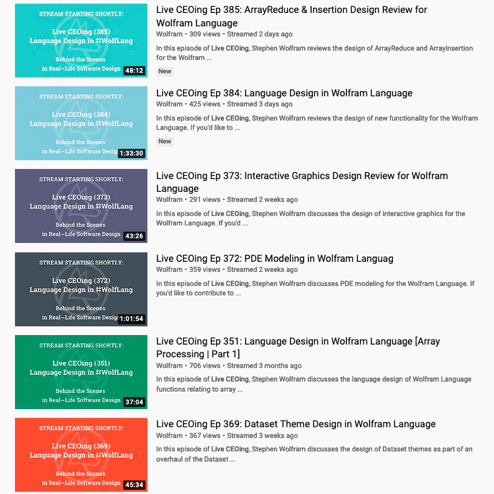 STREAM STARTING SHORTLY:
Live CEOing (385)
Language Design in #WolfLang
Behind the Scenes
in Real-Life Software Design
48:12
Live CEOing Ep 385: ArrayReduce & Insertion Design Review for
Wolfram Language
Wolfram • 309 views • Streamed 2 days ago
In this episode of Live CEOing, Stephen Wolfram reviews the design of ArrayReduce and ArrayInsertion
for the Wolfram ...
New
STREAM STARTING SHORTLY:
Live CEOing (384)
Language Design in #WolfLang
Behind the Scenes
in Real-Life Software Design
1:33:30
Live CEOing Ep 384: Language Design in Wolfram Language
Wolfram • 425 views • Streamed 3 days ago
In this episode of Live CEOing, Stephen Wolfram reviews the design of new functionality for the Wolfram
Language. If you'd like to ...
New
STREAM STARTING SHORTLY:
Live CEOing (373)
Language Design in #WolfLang
Behind the Scenes
in Real-Life Software Design
43:26
Live CEOing Ep 373: Interactive Graphics Design Review for Wolfram
Language
Wolfram • 291 views • Streamed 2 weeks ago
In this episode of Live CEOing, Stephen Wolfram discusses the design of interactive graphics for the
Wolfram Language. If you'd ...
STREAM STARTING SHORTLY:
Live CEOing (372)
Language Design in #WolfLang
Behind the Scenes
in Real-Life Software Design
1:01:54
Live CEOing Ep 372: PDE Modeling in Wolfram Languag
Wolfram • 359 views • Streamed 2 weeks ago
In this episode of Live CEOing, Stephen Wolfram discusses PDE modeling for the Wolfram Language. If
you'd like to contribute to ...
STREAM STARTING SHORTLY:
Live CEOing (351)
Language Design in #WolfLang
Behind the Scenes
in Real-Life Software Design
37:04
Live CEOing Ep 351: Language Design in Wolfram Language [Array
Processing | Part 1]
Wolfram • 706 views • Streamed 3 months ago
In this episode of Live CEOing, Stephen Wolfram discusses the language design of Wolfram Language
functions relating to array ...
STREAM STARTING SHORTLY:
Live CEOing (369)
Language Design in #WolfLang
Behind the Scenes
in Real-Life Software Design
45:34
Live CEOing Ep 369: Dataset Theme Design in Wolfram Language
Wolfram • 367 views • Streamed 3 weeks ago
In this episode of Live CEOing, Stephen Wolfram discusses the design of Dataset themes as part of an
overhaul of the Dataset ...